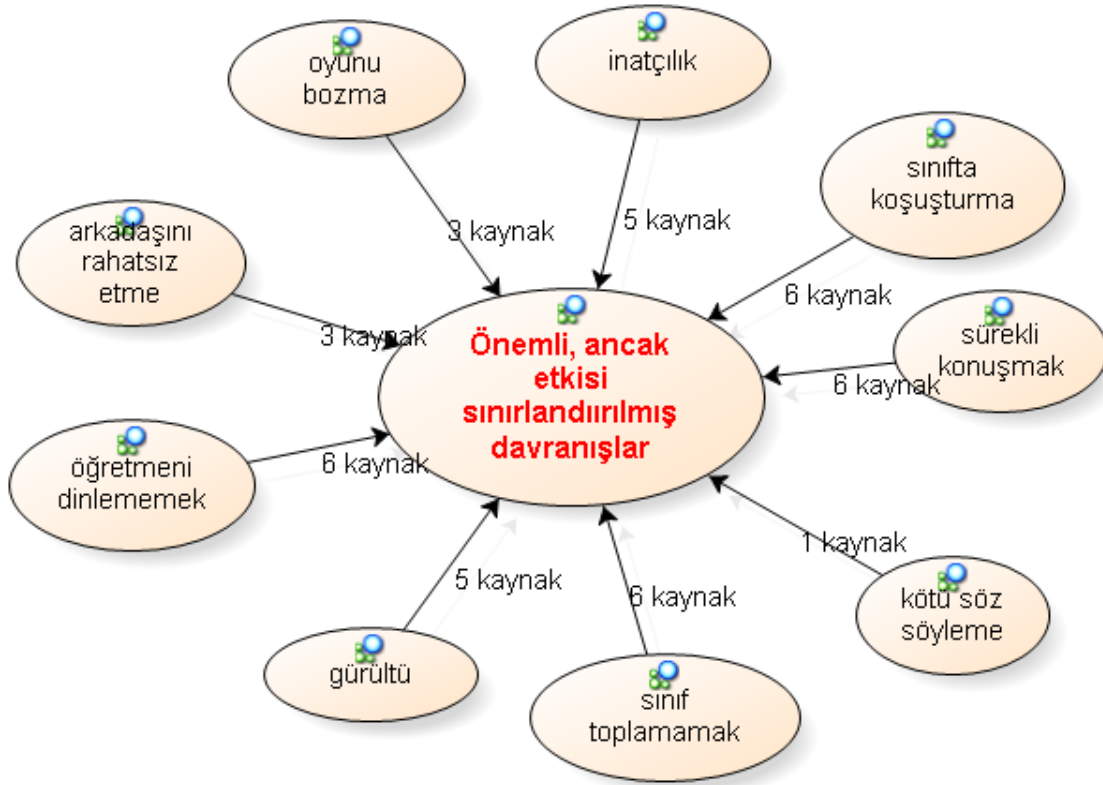 oyunu
bozma
inatçılık
sınıfta
koşuşturma
arkadaşını
rahatsız
etme
3 kaynak
5 kaynak
6 kaynak
3 kaynak
Önemli, ancak
etkisi
sınırlandıırılmış
davranışlar
sürekli
konuşmak
6 kaynak
öğretmeni
dinlememek
6 kaynak
1 kaynak
5 kaynak
6 kaynak
kötü söz
söyleme
gürültü
sınıf
toplamamak